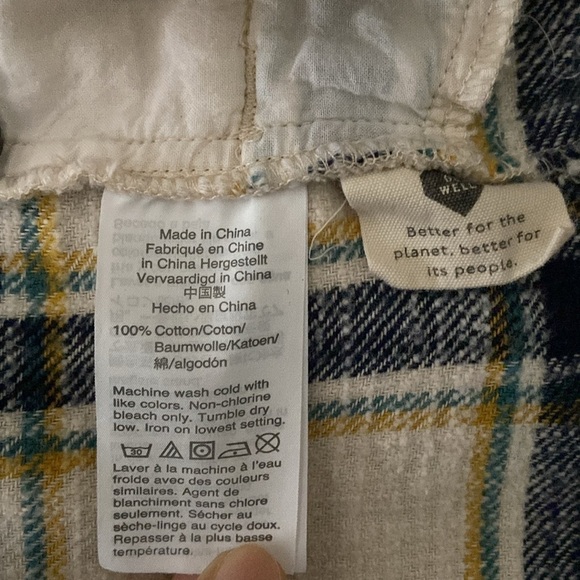 WELL
Better for the
planet, better for
its people.
Made in China
Fabriqué en Chine
in China Hergestellt
Vervaardigd in China
中国製
Hecho en China
100% Cotton/Coton/
Baumwolle/Katoen/
綿/algodón
Machine wash cold with
like colors. Non-chlorine
bleach only. Tumble dry
low. Iron on lowest setting.
30
Laver à la machine à l'eau
froide avec des couleurs
similaires. Agent de
blanchiment sans chlore
seulement. Sécher au
sèche-linge au cycle doux.
Repasser à la plus basse
température.